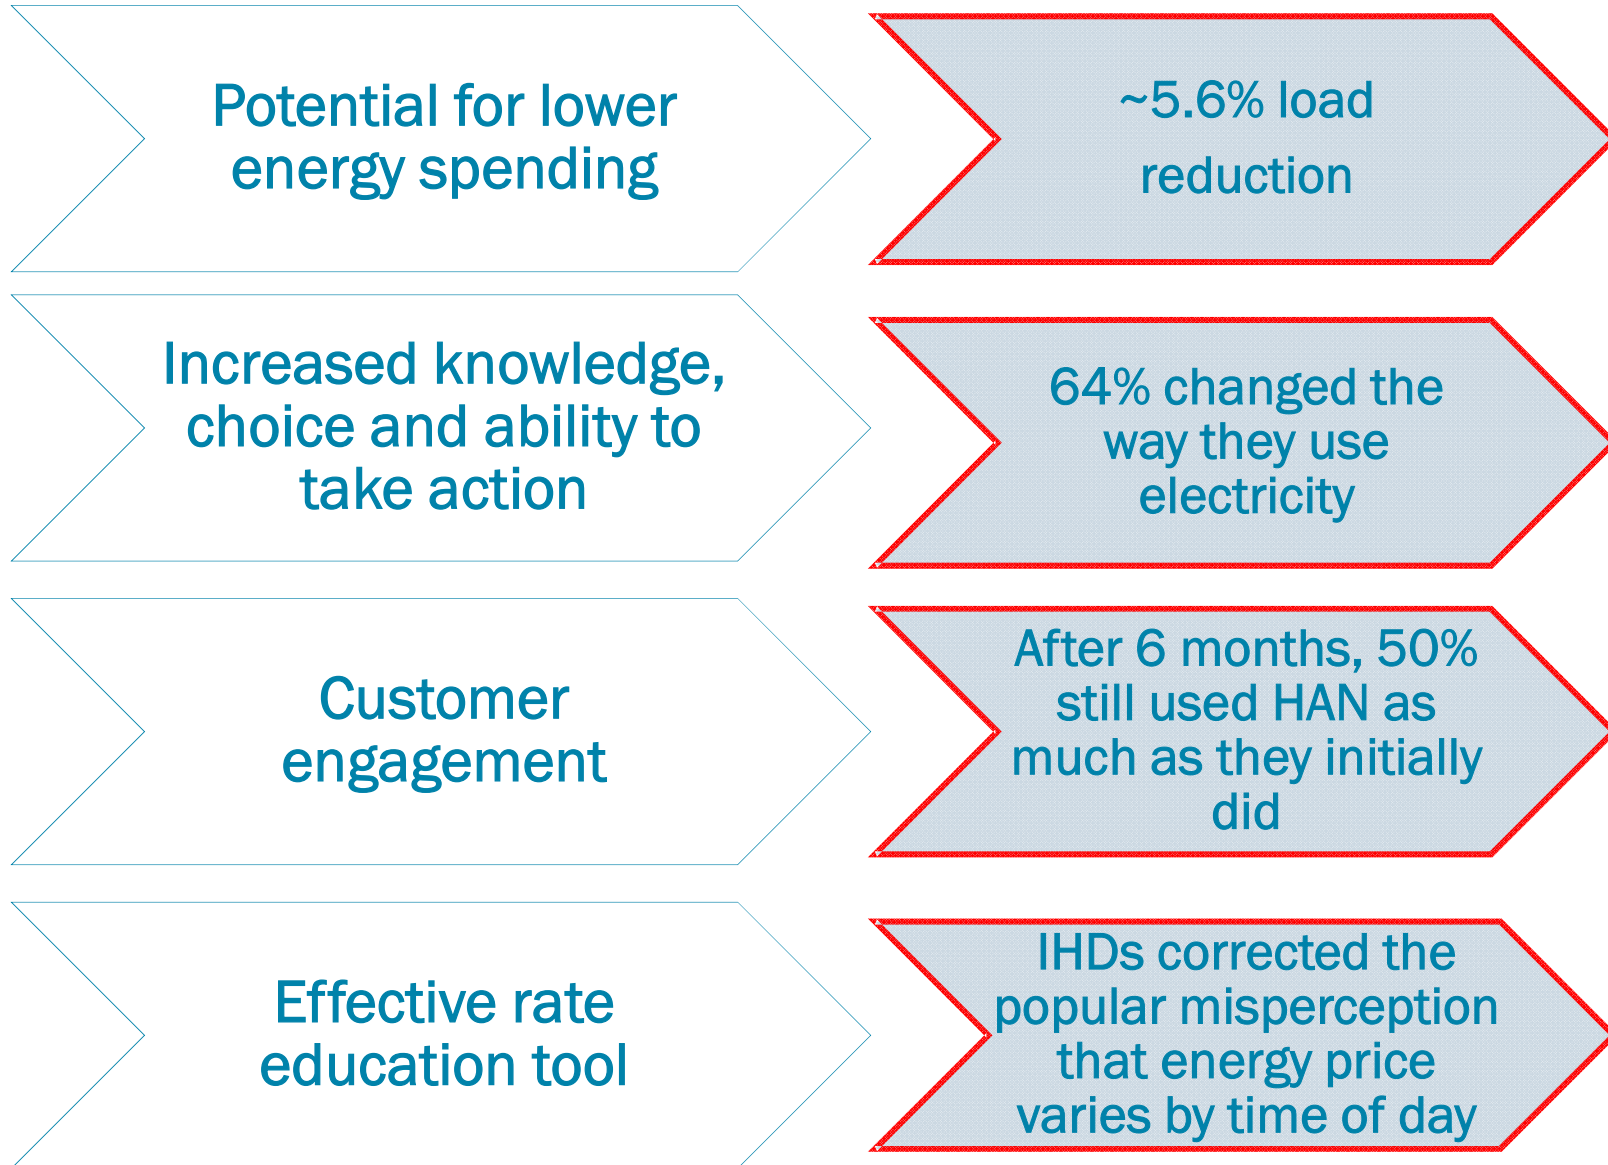 Potential for lower
energy spending
~5.6% load
reduction
Increased knowledge,
choice and ability to
take action
64% changed the
way they use
electricity
Customer
engagement
After 6 months, 50%
still used HAN as
much as they initially
did
Effective rate
education tool
IHDs corrected the
popular misperception
that energy price
varies by time of day